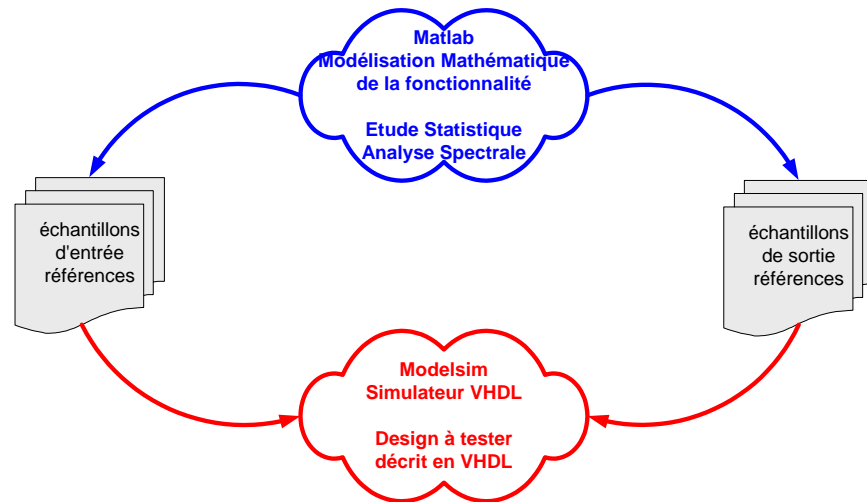 Matlab
Modélisation Mathématique
de la fonctionnalité
Etude Statistique
Analyse Spectrale
échantillons
d'entrée
références
échantillons
de sortie
références
Modelsim
Simulateur VHDL
Design à tester
décrit en VHDL